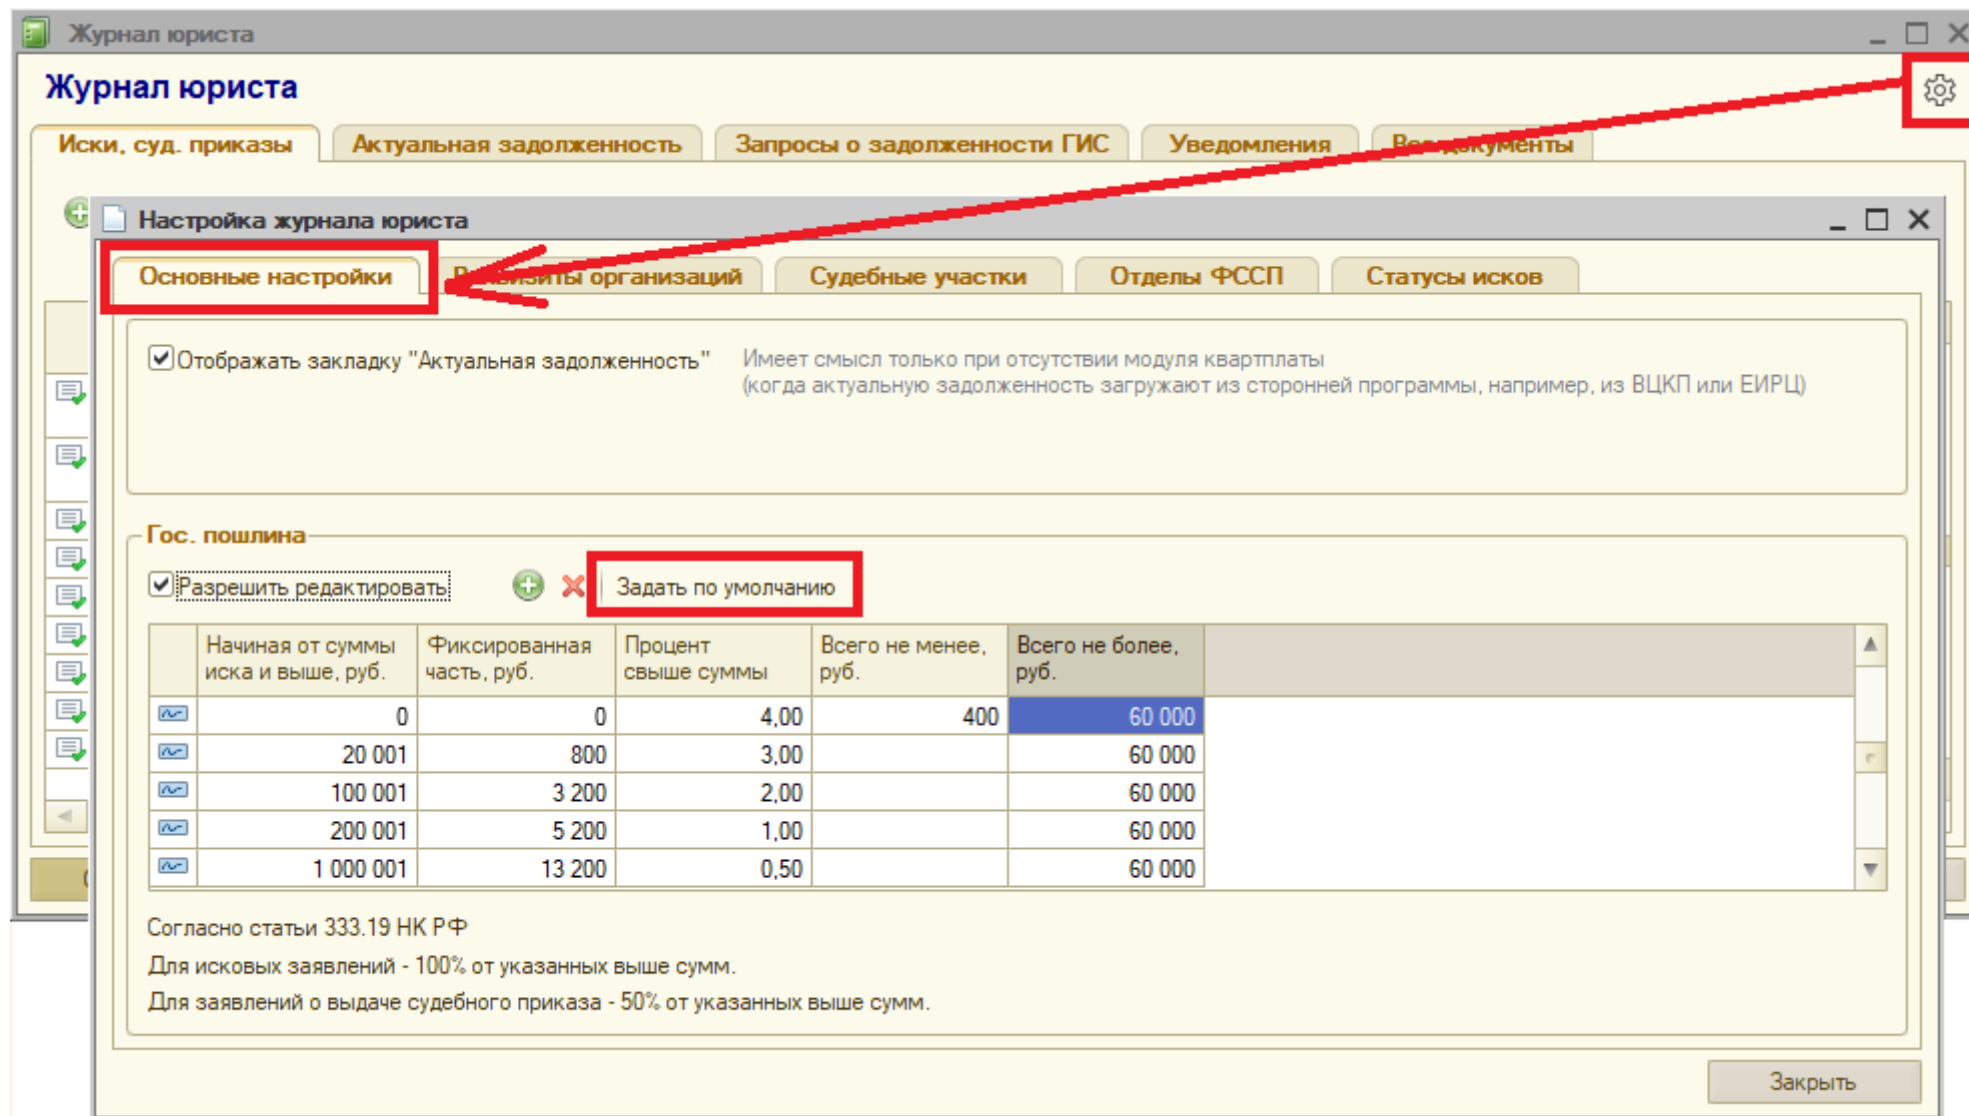 Журнал юриста
Журнал юриста
Иски, суд. приказы
Актуальная задолженность
Запросы о задолженности ГИС
Уведомления
Все документы
Настройка журнала юриста
Основные настройки
Реквизиты организаций
Судебные участки
Отделы ФССП
Статусы исков
Отображать закладку "Актуальная задолженность"
Имеет смысл только при отсутствии модуля квартплаты
(когда актуальную задолженность загружают из сторонней программы, например, из ВЦКП или ЕИРЦ)
Гос. пошлина
Разрешить редактировать
Задать по умолчанию
Начиная от суммы иска и выше, руб.
Фиксированная часть, руб.
Процент свыше суммы
Всего не менее, руб.
Всего не более, руб.
0 0 4,00 400 60 000
20 001 800 3,00 60 000
100 001 3 200 2,00 60 000
200 001 5 200 1,00 60 000
1 000 001 13 200 0,50 60 000
Согласно статьи 333.19 НК РФ
Для исковых заявлений - 100% от указанных выше сумм.
Для заявлений о выдаче судебного приказа - 50% от указанных выше сумм.
Закрыть